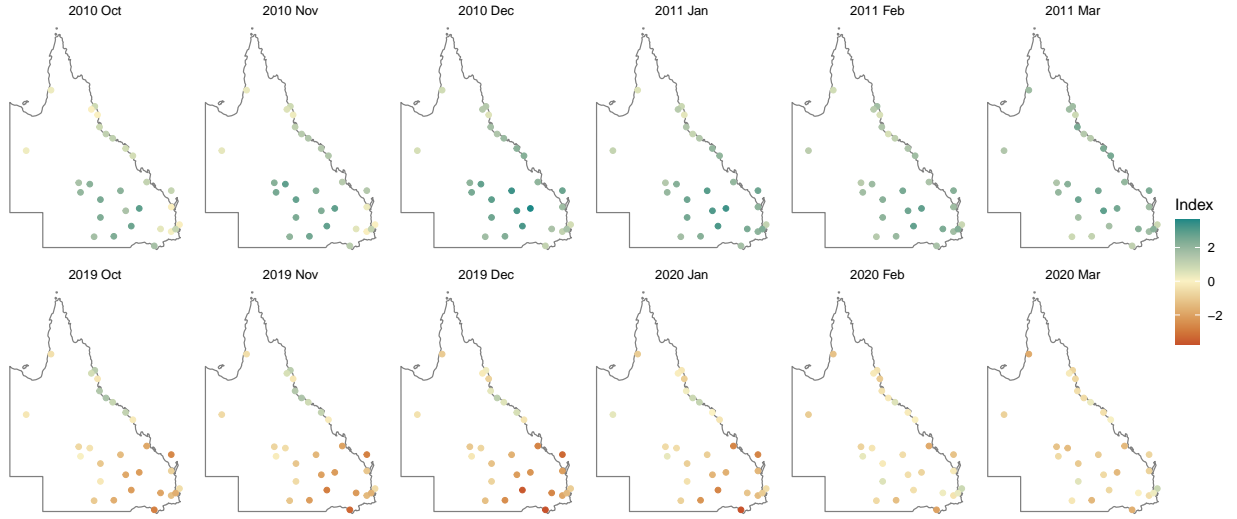 2010 Oct
2010 Nov
2010 Dec
2011 Jan
2011 Feb
2011 Mar
Index
2
0
−2
2019 Oct
2019 Nov
2019 Dec
2020 Jan
2020 Feb
2020 Mar